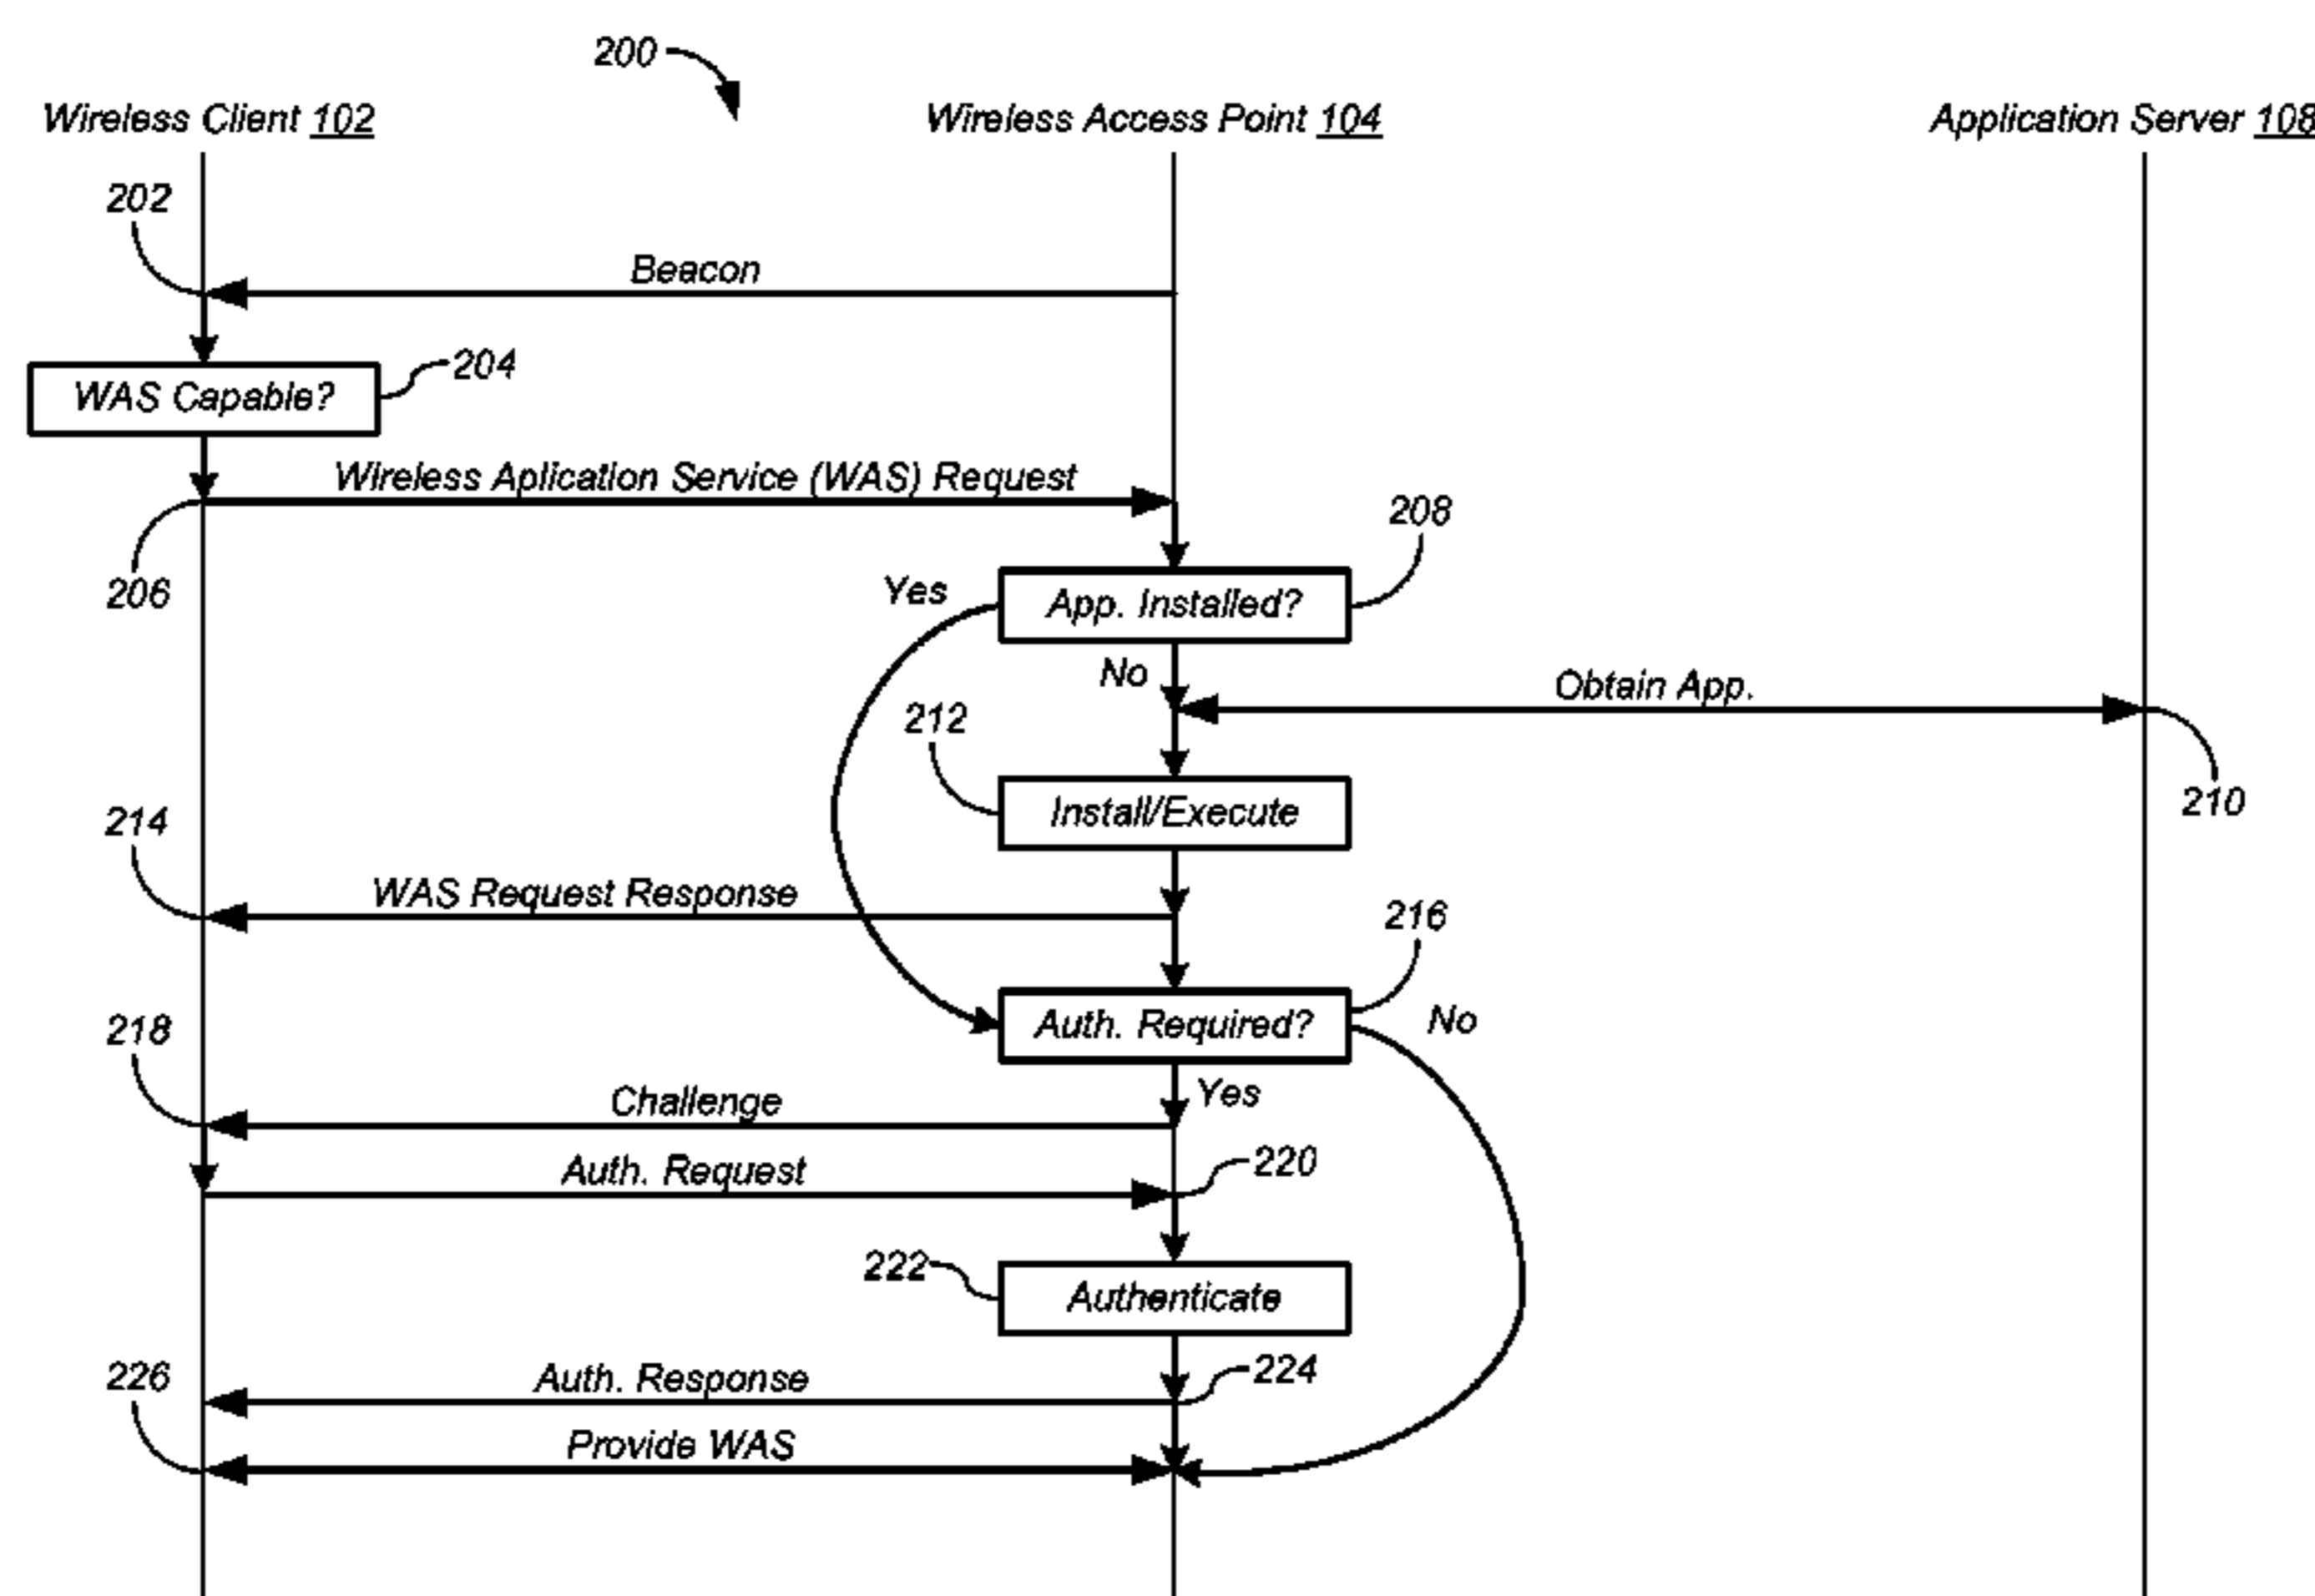 200
Wireless Client 102
Wireless Access Point 104
Application Server 108
202
Beacon
WAS Capable?
204
Wireless Aplication Service (WAS) Request
206
208
Yes
App. Installed?
No
Obtain App.
212
210
Install/Execute
214
WAS Request Response
216
Auth. Required?
No
218
Yes
Challenge
Auth. Request
220
222
Authenticate
226
Auth. Response
224
Provide WAS